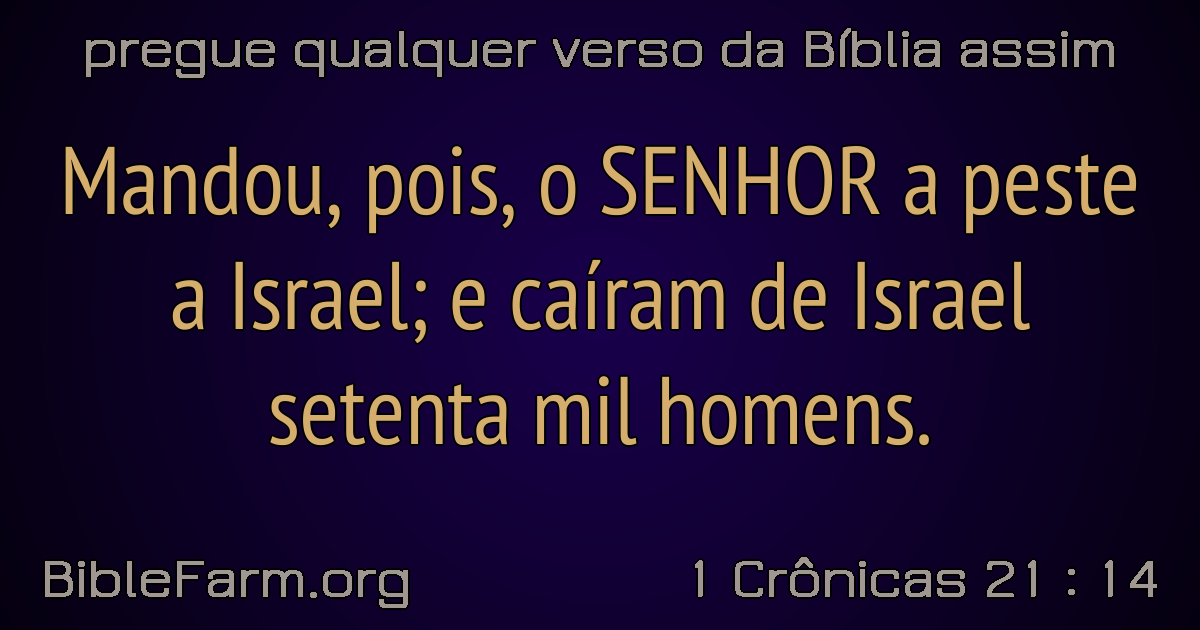 pregue qualquer verso da Bíblia assim
Mandou, pois, o SENHOR a peste
a Israel; e caíram de Israel
setenta mil homens.
BibleFarm.org
1 Crônicas 21 : 14